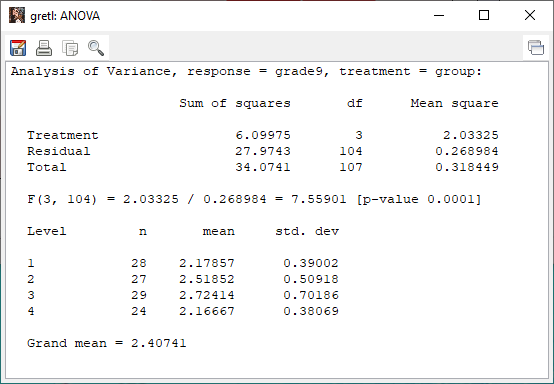 gretl: ANOVA
Analysis of Variance, response = grade9, treatment = group:
Sum of squares df Mean square
Treatment 6.09975 3 2.03325
Residual 27.9743 104 0.268984
Total 34.0741 107 0.318449
F(3, 104) = 2.03325 / 0.268984 = 7.55901 [p-value 0.0001]
Level n mean std. dev
1 28 2.17857 0.39002
2 27 2.51852 0.50918
3 29 2.72414 0.70186
4 24 2.16667 0.38069
Grand mean = 2.40741